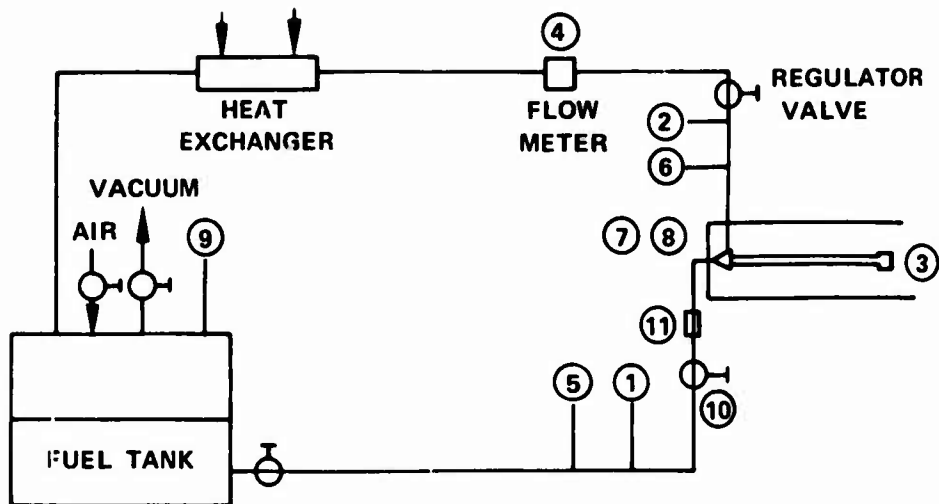 4
HEAT
EXCHANGER
FLOW
METER
REGULATOR
VALVE
2
6
VACUUM
AIR
9
7
8
3
11
5
1
10
FUEL TANK